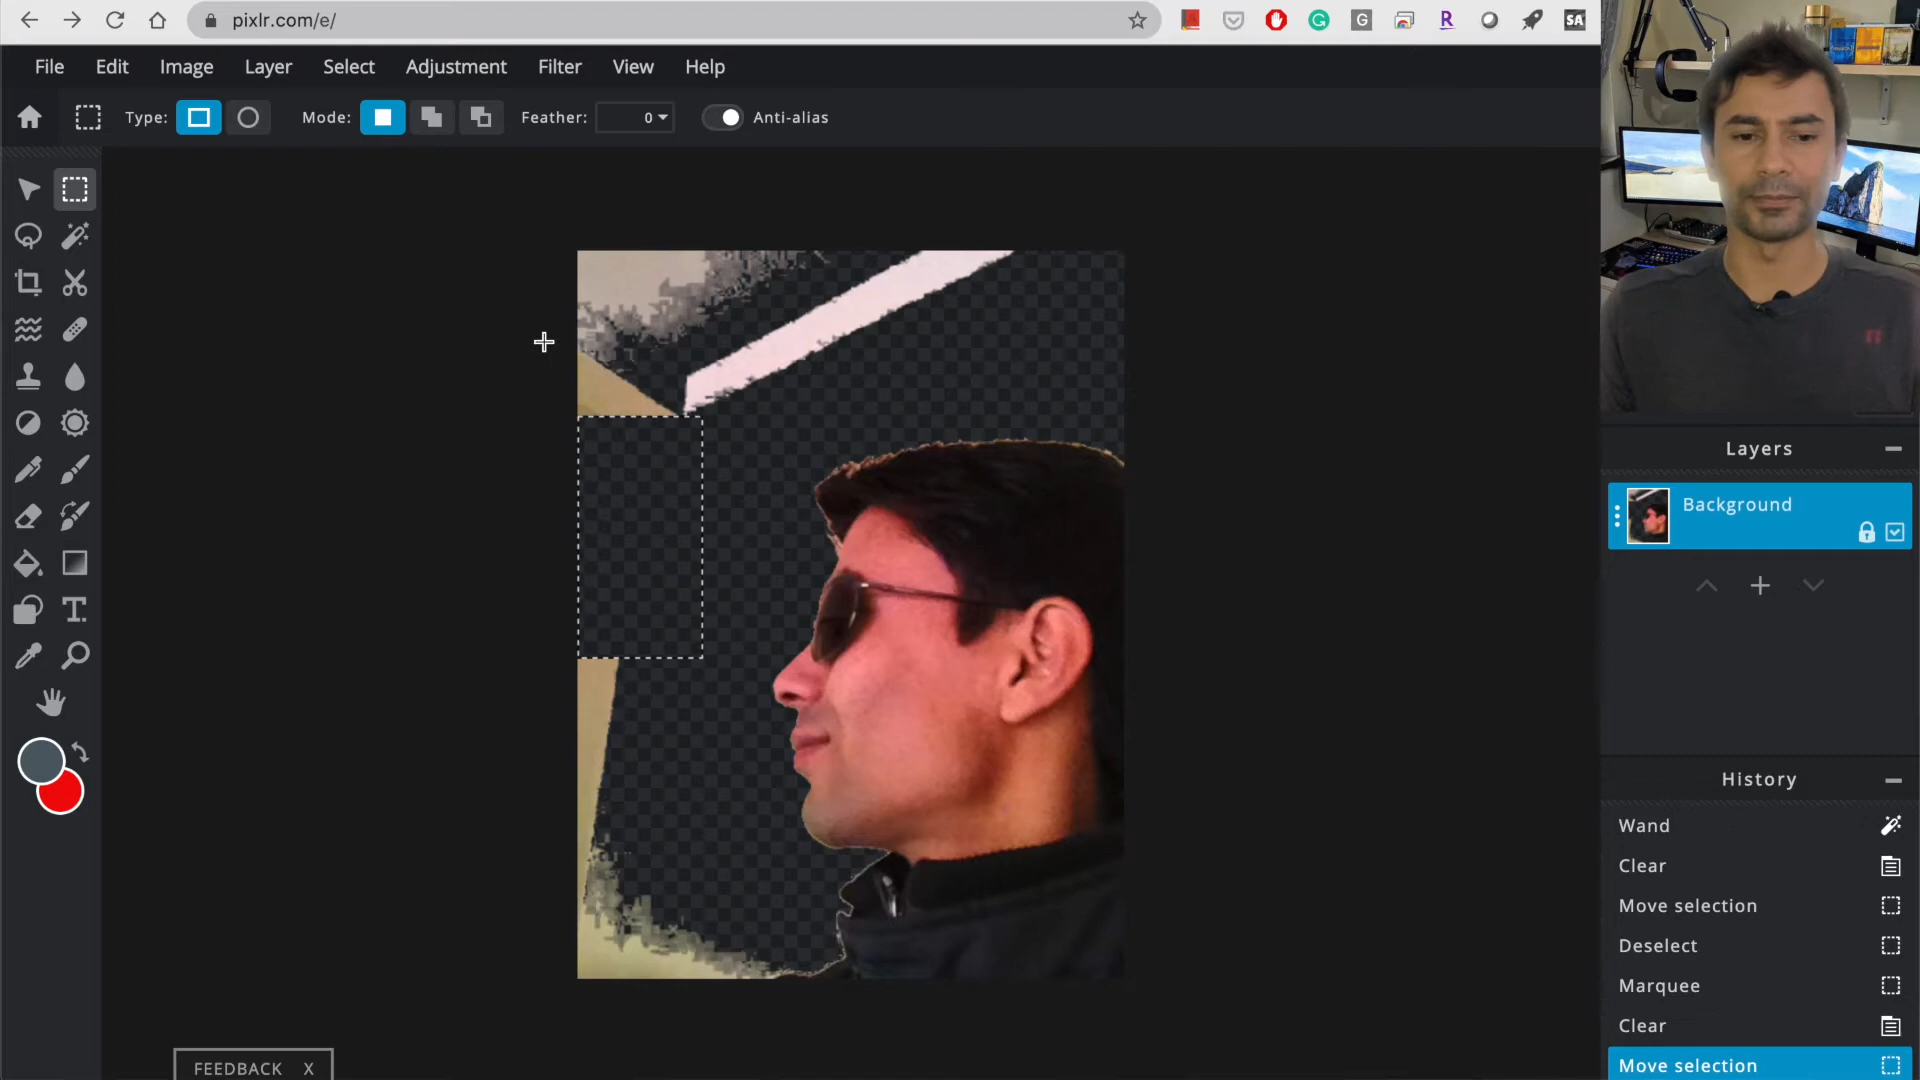 pixlr.com/e/
File Edit Image Layer Select Adjustment Filter View Help
Type: Mode: Feather: 0 Anti-alias
Layers
Background
History
Wand
Clear
Move selection
Deselect
Marquee
Clear
Move selection
FEEDBACK X
T.
G
R
SA